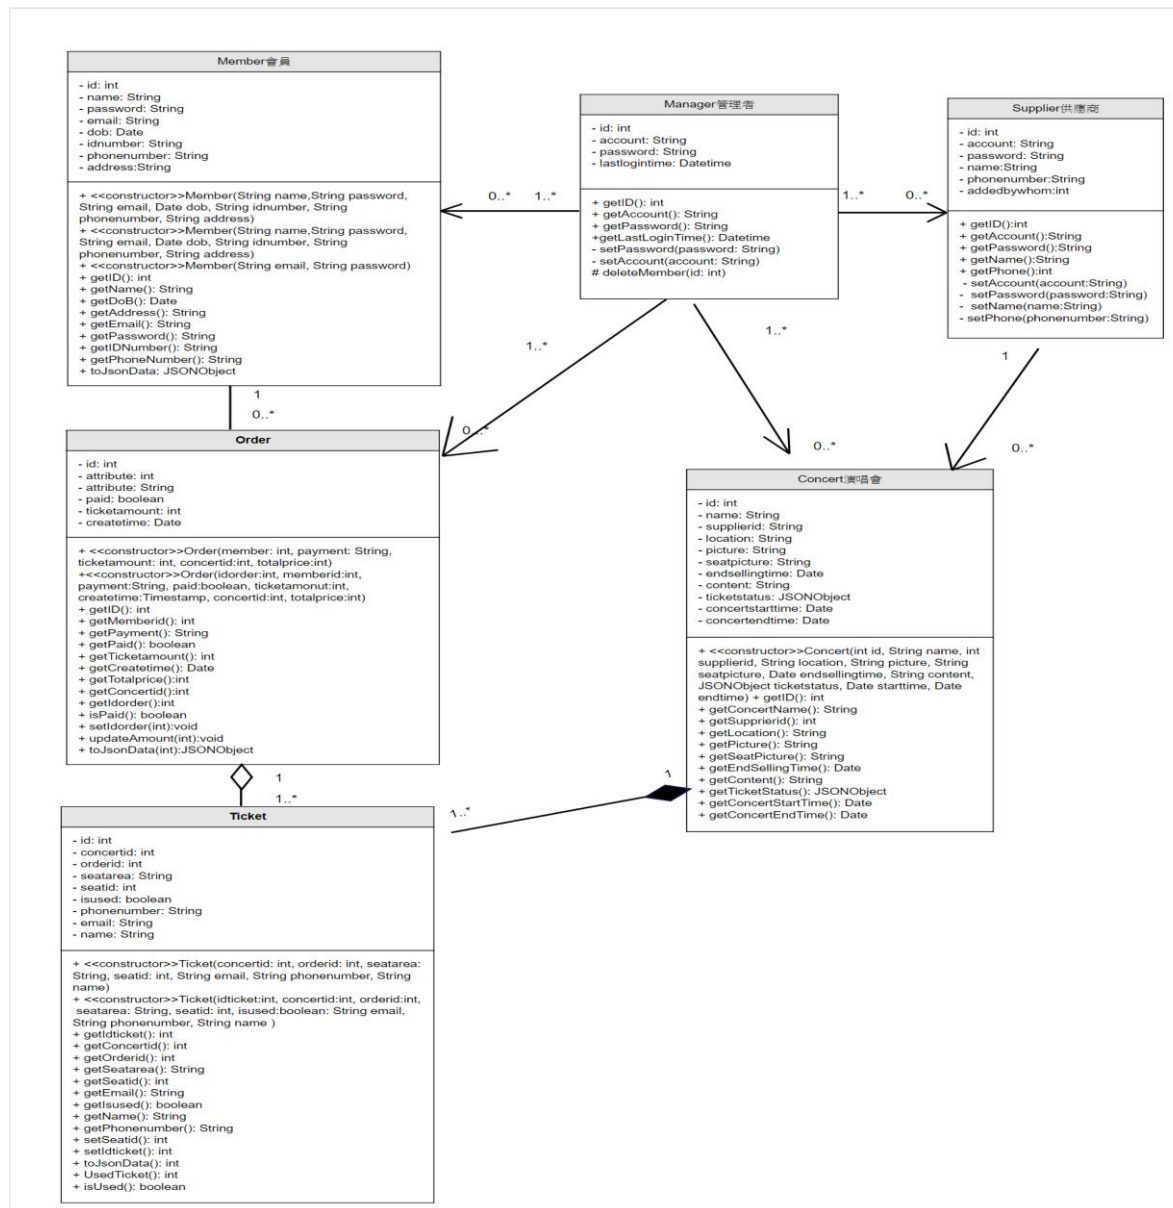 Member會員
- id: int
- name: String
- password: String
- email: String
- dob: Date
- idnumber: String
- phonenumber: String
- address:String
+ <<constructor>>Member(String name,String password,
String email, Date dob, String idnumber, String
phonenumber, String address)
+ <<constructor>>Member(String name,String password,
String email, Date dob, String idnumber, String
phonenumber, String address)
+ <<constructor>>Member(String email, String password)
+ getID(): int
+ getName(): String
+ getDoB(): Date
+ getAddress(): String
+ getEmail(): String
+ getPassword(): String
+ getIDNumber(): String
+ getPhoneNumber(): String
+ toJsonData: JSONObject
0..*
1..*
Manager管理者
- id: int
- account: String
- password: String
- lastlogintime: Datetime
+ getID(): int
+ getAccount(): String
+ getPassword(): String
+getLastLoginTime(): Datetime
- setPassword(password: String)
- setAccount(account: String)
# deleteMember(id: int)
1..*
0..*
Supplier供應商
- id: int
- account: String
- password: String
- name:String
- phonenumber:String
- addedbywhom:int
+ getID():int
+ getAccount():String
+ getPassword():String
+ getName():String
+ getPhone():int
- setAccount(account:String)
- setPassword(password:String)
- setName(name:String)
- setPhone(phonenumber:String)
1..*
1..*
1
1
0..*
0..*
0..*
0..*
Order
- id: int
- attribute: int
- attribute: String
- paid: boolean
- ticketamount: int
- createtime: Date
+ <<constructor>>Order(member: int, payment: String,
ticketamount: int, concertid:int, totalprice:int)
+<<constructor>>Order(idorder:int, memberid:int,
payment:String, paid:boolean, ticketamonut:int,
createtime:Timestamp, concertid:int, totalprice:int)
+ getID(): int
+ getMemberid(): int
+ getPayment(): String
+ getPaid(): boolean
+ getTicketamount(): int
+ getCreatetime(): Date
+ getTotalprice():int
+ getConcertid():int
+ getIdorder():int
+ isPaid(): boolean
+ setIdorder(int):void
+ updateAmount(int):void
+ toJsonData(int):JSONObject
Concert演唱會
- id: int
- name: String
- supplierid: String
- location: String
- picture: String
- seatpicture: String
- endsellingtime: Date
- content: String
- ticketstatus: JSONObject
- concertstarttime: Date
- concertendtime: Date
+ <<constructor>>Concert(int id, String name, int
supplierid, String location, String picture, String
seatpicture, Date endsellingtime, String content,
JSONObject ticketstatus, Date starttime, Date
endtime) + getID(): int
+ getConcertName(): String
+ getSupprierid(): int
+ getLocation(): String
+ getPicture(): String
+ getSeatPicture(): String
+ getEndSellingTime(): Date
+ getContent(): String
+ getTicketStatus(): JSONObject
+ getConcertStartTime(): Date
+ getConcertEndTime(): Date
1
1..*
1
1..*
Ticket
- id: int
- concertid: int
- orderid: int
- seatarea: String
- seatid: int
- isused: boolean
- phonenumber: String
- email: String
- name: String
+ <<constructor>>Ticket(concertid: int, orderid: int, seatarea:
String, seatid: int, String email, String phonenumber, String
name)
+ <<constructor>>Ticket(idticket:int, concertid:int, orderid:int,
seatarea: String, seatid: int, isused:boolean: String email,
String phonenumber, String name )
+ getIdticket(): int
+ getConcertid(): int
+ getOrderid(): int
+ getSeatarea(): String
+ getSeatid(): int
+ getEmail(): String
+ getIsused(): boolean
+ getName(): String
+ getPhonenumber(): String
+ setSeatid(): int
+ setIdticket(): int
+ toJsonData(): int
+ UsedTicket(): int
+ isUsed(): boolean